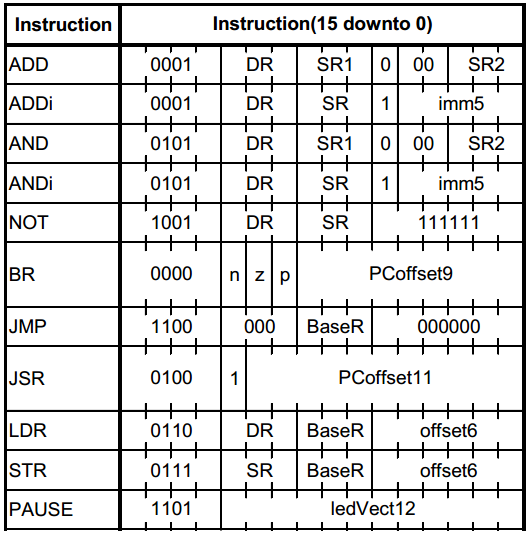 Instruction Instruction(15 downto 0)
ADD 0001 DR SR1 0 00 SR2
ADDi 0001 DR SR 1 imm5
AND 0101 DR SR1 0 00 SR2
ANDi 0101 DR SR 1 imm5
NOT 1001 DR SR 111111
BR 0000 n z p PCoffset9
JMP 1100 000 BaseR 000000
JSR 0100 1 PCoffset11
LDR 0110 DR BaseR offset6
STR 0111 SR BaseR offset6
PAUSE 1101 ledVect12